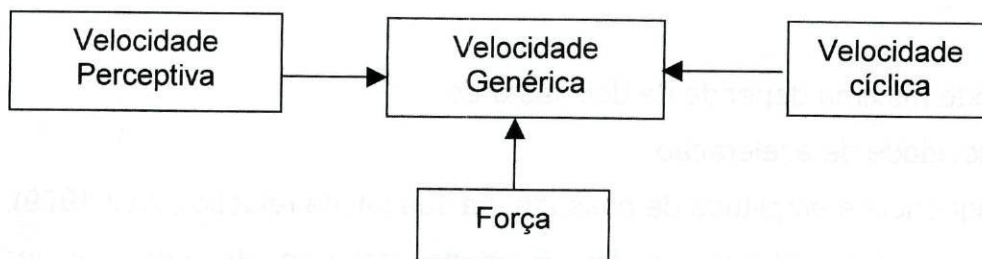 Velocidade
Perceptiva
Velocidade
Genérica
Velocidade
cíclica
Força